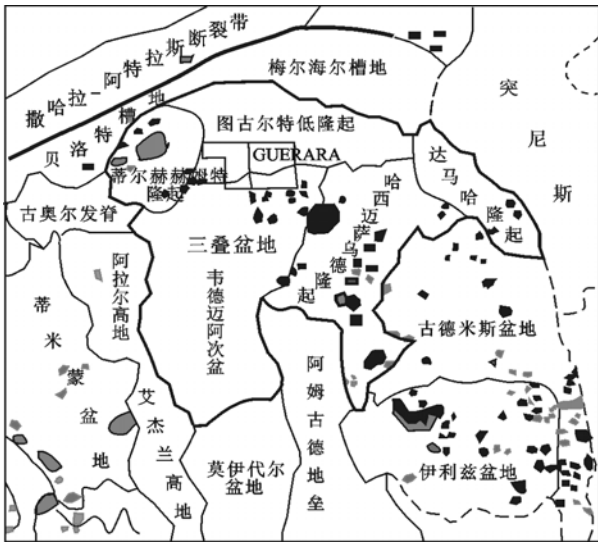 撒哈拉-阿特拉斯断裂带
梅尔海尔槽地
突尼斯
贝洛特槽地
图古尔特低隆起
GUERARA
达马哈隆起
蒂尔赫赫姆特
隆起
哈西迈萨乌德隆起
古奥尔发脊
三叠盆地
韦德迈阿次盆
阿拉尔高地
蒂米蒙盆地
古德米斯盆地
阿姆古德地垒
艾杰兰高地
莫伊代尔
盆地
伊利兹盆地